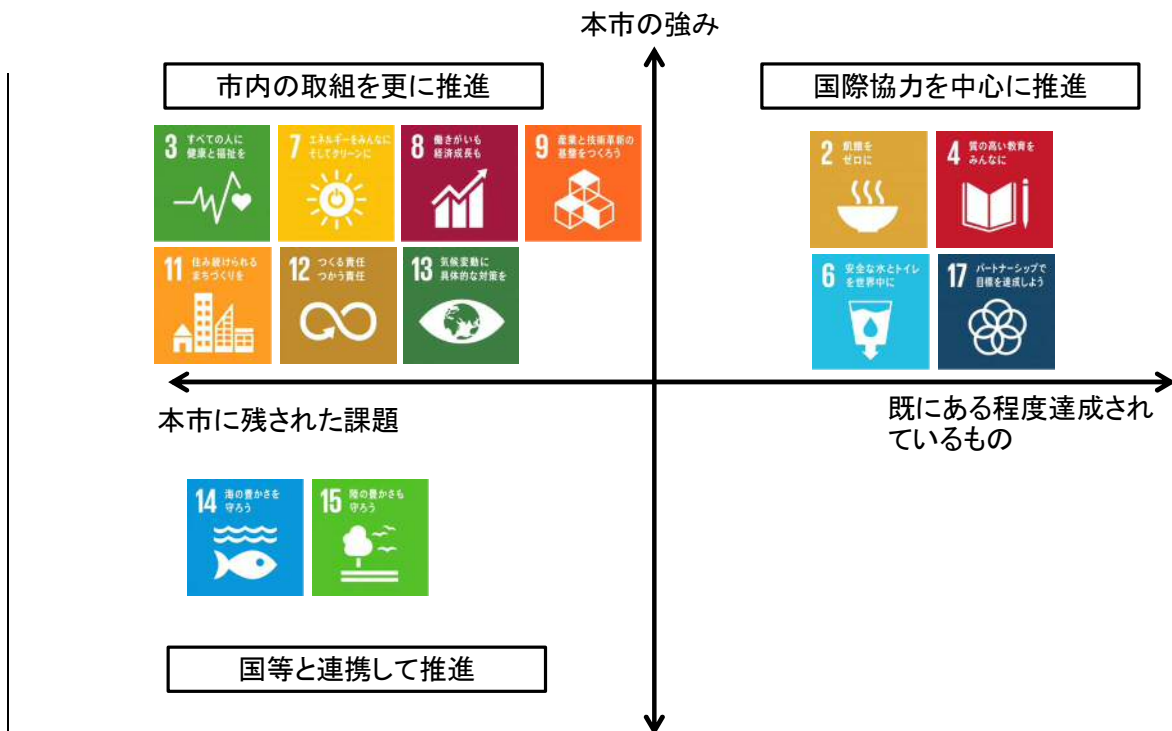 本市の強み
市内の取組を更に推進
国際協力を中心に推進
3 すべての人に
健康と福祉を
7 エネルギーをみんなに
そしてクリーンに
8 働きがいも
経済成長も
9 産業と技術革新の
基盤をつくろう
2 飢餓を
ゼロに
4 質の高い教育を
みんなに
11 住み続けられる
まちづくりを
12 つくる責任
つかう責任
13 気候変動に
具体的な対策を
6 安全な水とトイレ
を世界中に
17 パートナーシップで
目標を達成しよう
本市に残された課題
既にある程度達成され
ているもの
14 海の豊かさを
守ろう
15 陸の豊かさも
守ろう
国等と連携して推進